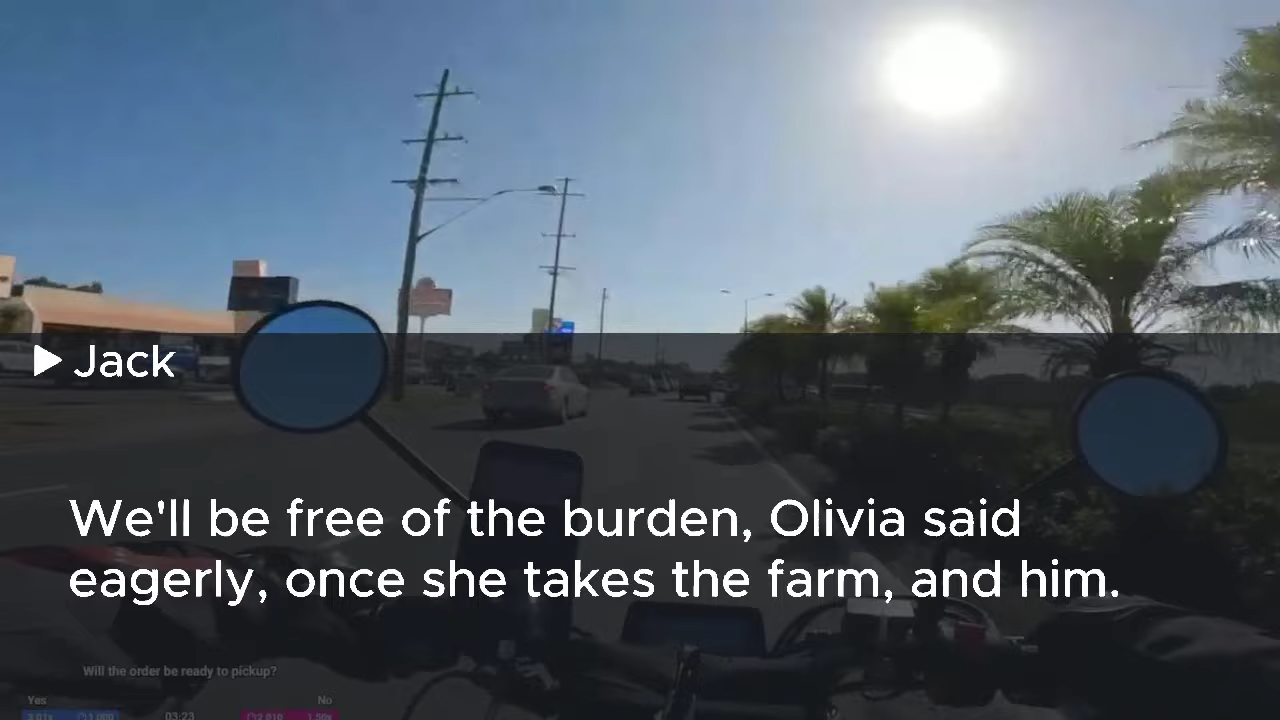 Jack
We'll be free of the burden, Olivia said
eagerly, once she takes the farm, and him.
Will the order be ready to pickup?
Yes
No
03:23